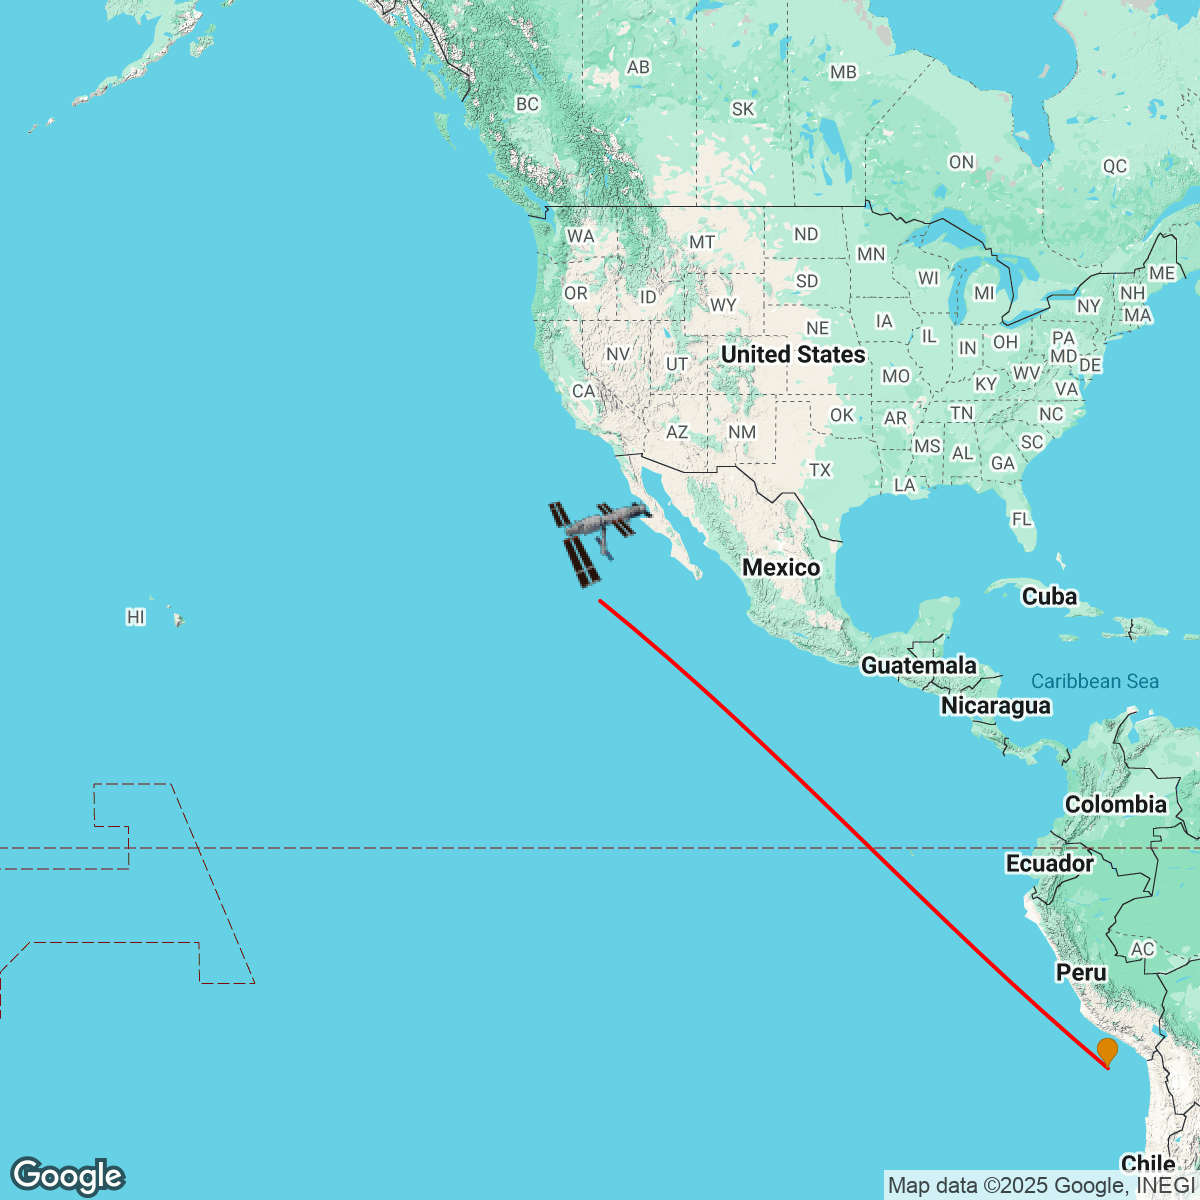 AB
MB
BC
SK
ON
QC
WA
MT
ND
MN
ME
OR
ID
SD
WI
MI
NH
WY
NY
MA
NE
IA
IL
IN
OH
PA
NV
UT
United States
MD
DE
CA
MO
KY
WV
VA
OK
AR
TN
NC
AZ
NM
MS
AL
SC
GA
TX
LA
FL
Mexico
Cuba
HI
Guatemala
Caribbean Sea
Nicaragua
Colombia
Ecuador
AC
Peru
Chile
Google
Map data ©2025 Google, INEGI